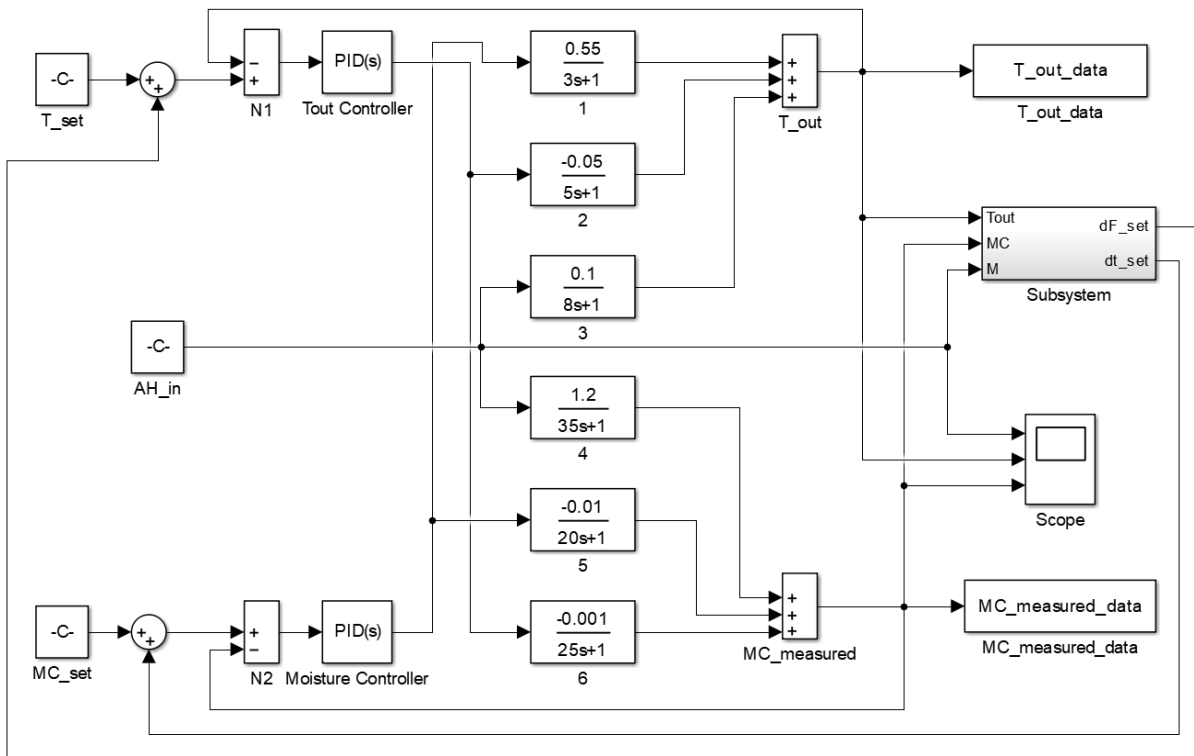 -C-
T_set
+
+
−
+
N1
PID(s)
Tout Controller
0.55
3s+1
1
+
+
+
T_out
T_out_data
T_out_data
-0.05
5s+1
2
Tout
MC
M
dF_set
dt_set
Subsystem
0.1
8s+1
3
-C-
AH_in
1.2
35s+1
4
Scope
-0.01
20s+1
5
-C-
MC_set
+
+
+
−
N2
PID(s)
Moisture Controller
-0.001
25s+1
6
+
+
+
MC_measured
MC_measured_data
MC_measured_data